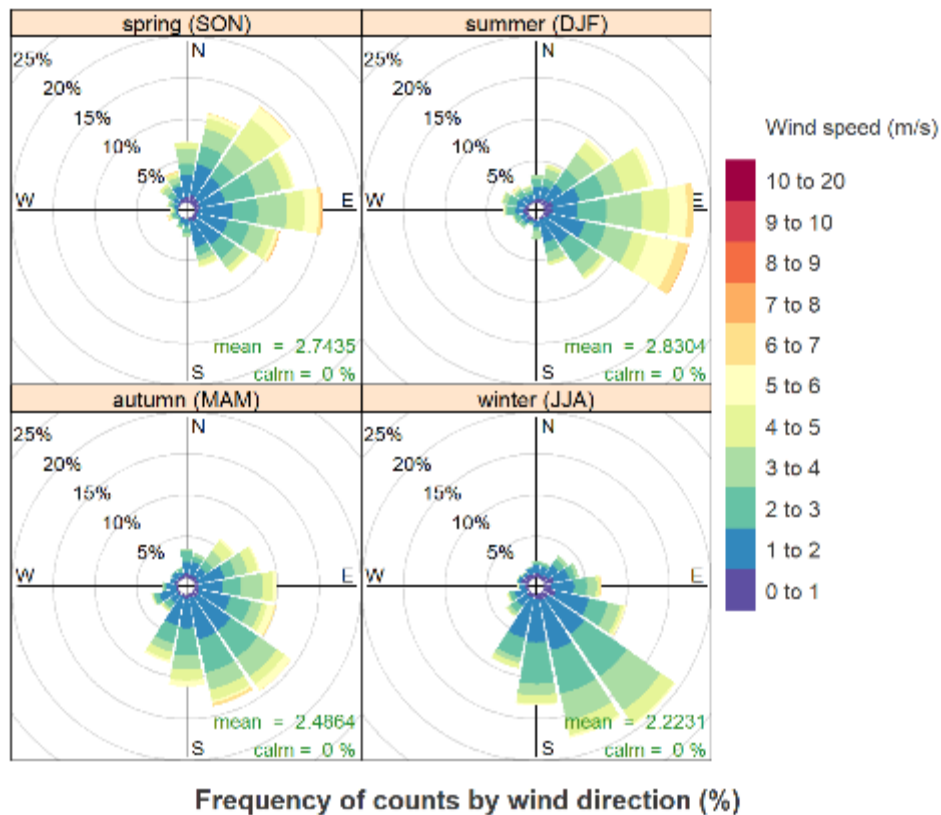 spring (SON)
summer (DJF)
N
25%
20%
15%
10%
5%
W
E
S
mean = 2.7435
calm = 0 %
N
25%
20%
15%
10%
5%
W
E
S
mean = 2.8304
calm = 0 %
autumn (MAM)
winter (JJA)
N
25%
20%
15%
10%
5%
W
E
S
mean = 2.4864
calm = 0 %
N
25%
20%
15%
10%
5%
W
E
S
mean = 2.2231
calm = 0 %
Wind speed (m/s)
10 to 20
9 to 10
8 to 9
7 to 8
6 to 7
5 to 6
4 to 5
3 to 4
2 to 3
1 to 2
0 to 1
Frequency of counts by wind direction (%)